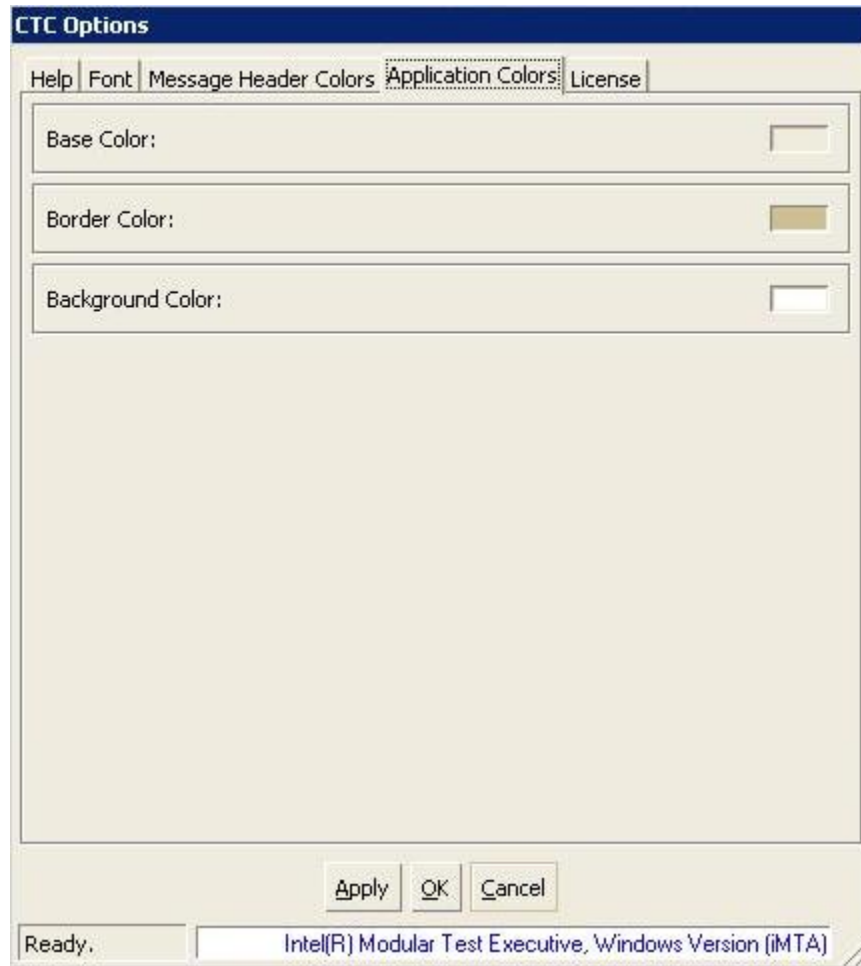 CTC Options
Help Font Message Header Colors Application Colors License
Base Color:
Border Color:
Background Color:
Apply OK Cancel
Ready. Intel(R) Modular Test Executive, Windows Version (iMTA)